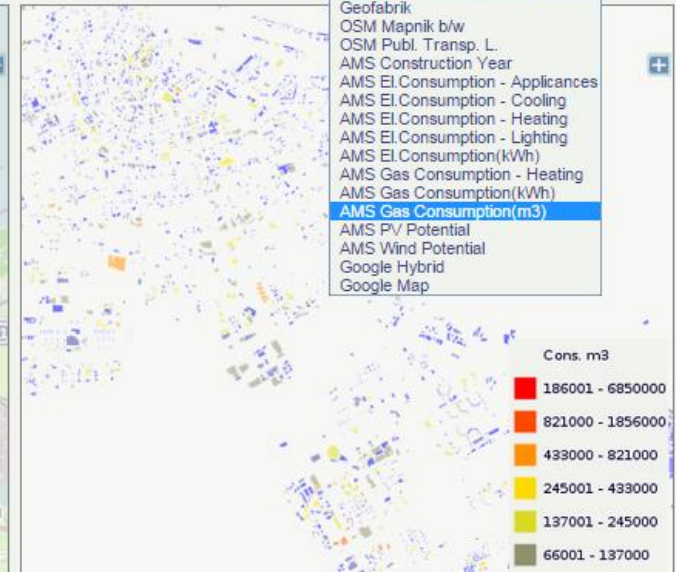 Geofabrik
OSM Mapnik b/w
OSM Publ. Transp. L.
AMS Construction Year
AMS El.Consumption - Applicances
AMS El.Consumption - Cooling
AMS El.Consumption - Heating
AMS El.Consumption - Lighting
AMS El.Consumption(kWh)
AMS Gas Consumption - Heating
AMS Gas Consumption(kWh)
AMS Gas Consumption(m3)
AMS PV Potential
AMS Wind Potential
Google Hybrid
Google Map
Cons. m3
186001 - 6850000
821000 - 1856000
433000 - 821000
245001 - 433000
137001 - 245000
66001 - 137000